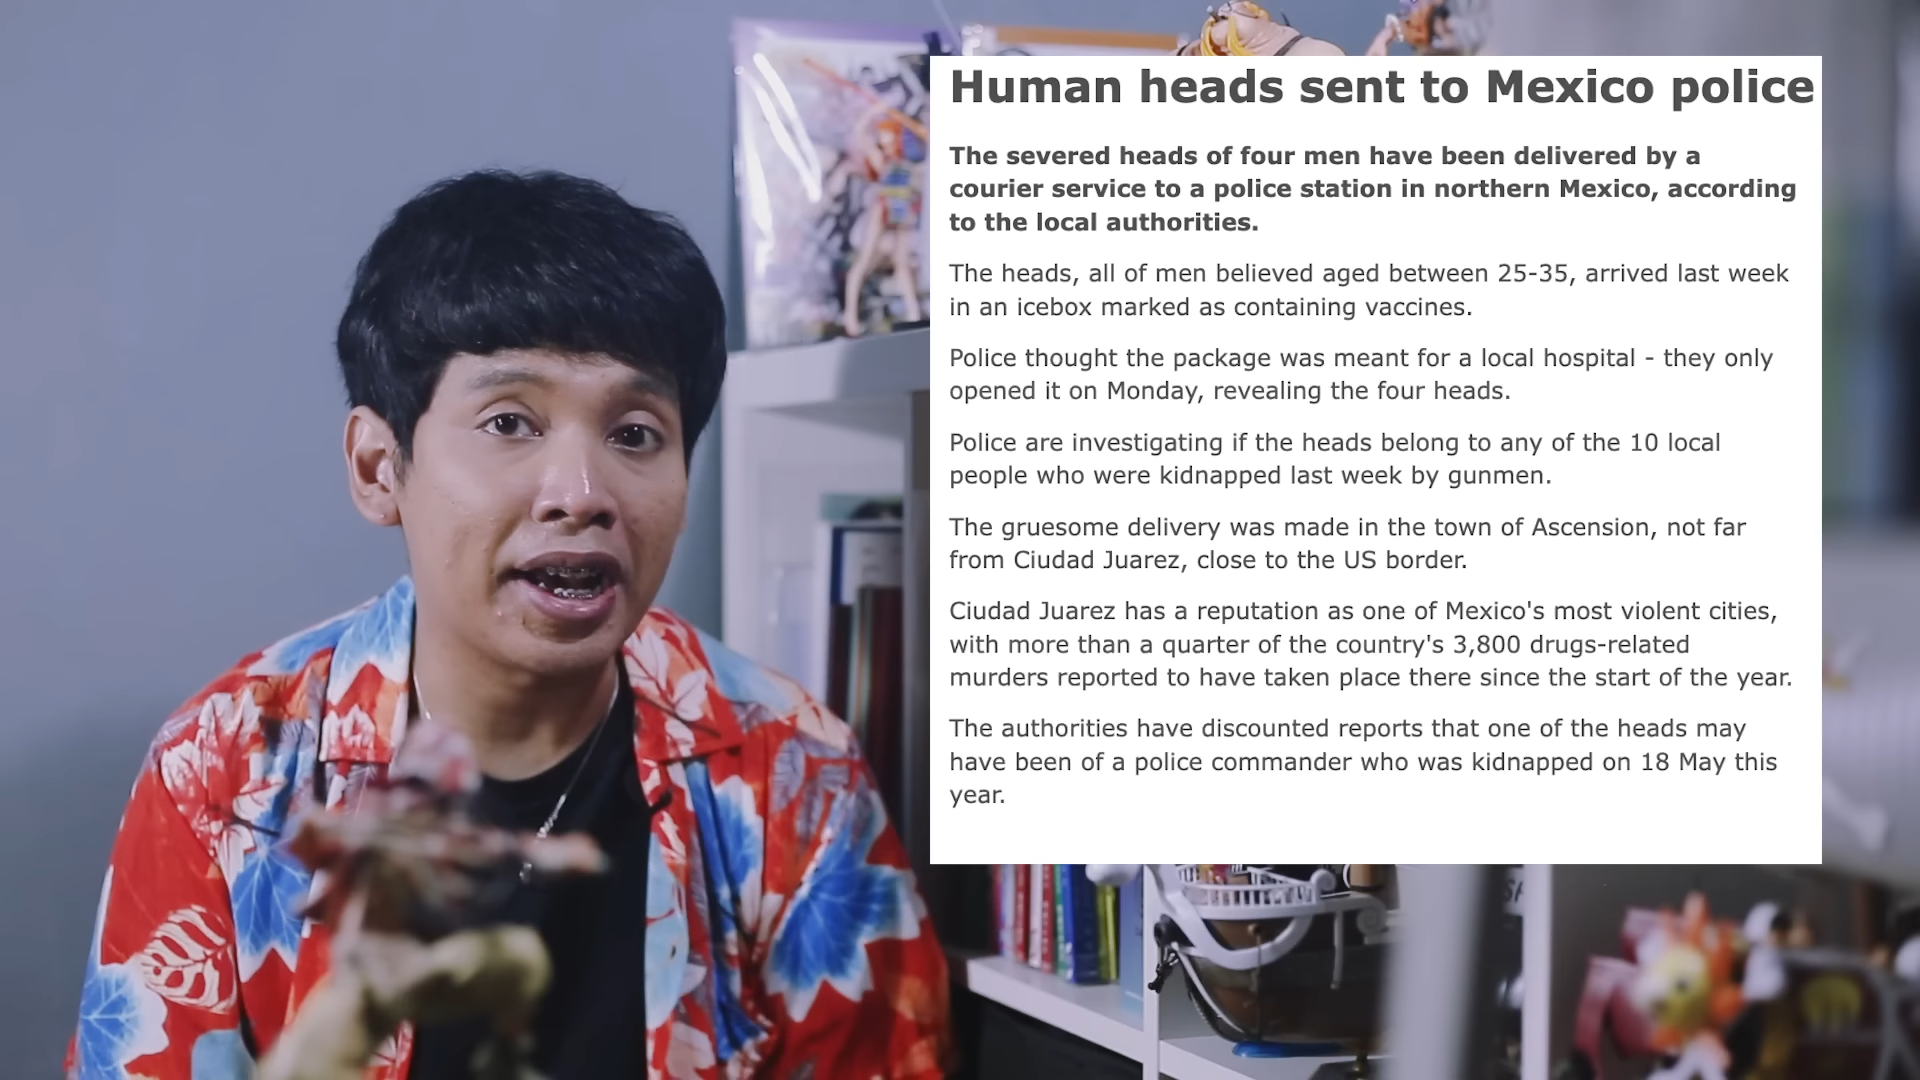 Human heads sent to Mexico police
The severed heads of four men have been delivered by a
courier service to a police station in northern Mexico, according
to the local authorities.
The heads, all of men believed aged between 25-35, arrived last week
in an icebox marked as containing vaccines.
Police thought the package was meant for a local hospital - they only
opened it on Monday, revealing the four heads.
Police are investigating if the heads belong to any of the 10 local
people who were kidnapped last week by gunmen.
The gruesome delivery was made in the town of Ascension, not far
from Ciudad Juarez, close to the US border.
Ciudad Juarez has a reputation as one of Mexico's most violent cities,
with more than a quarter of the country's 3,800 drugs-related
murders reported to have taken place there since the start of the year.
The authorities have discounted reports that one of the heads may
have been of a police commander who was kidnapped on 18 May this
year.